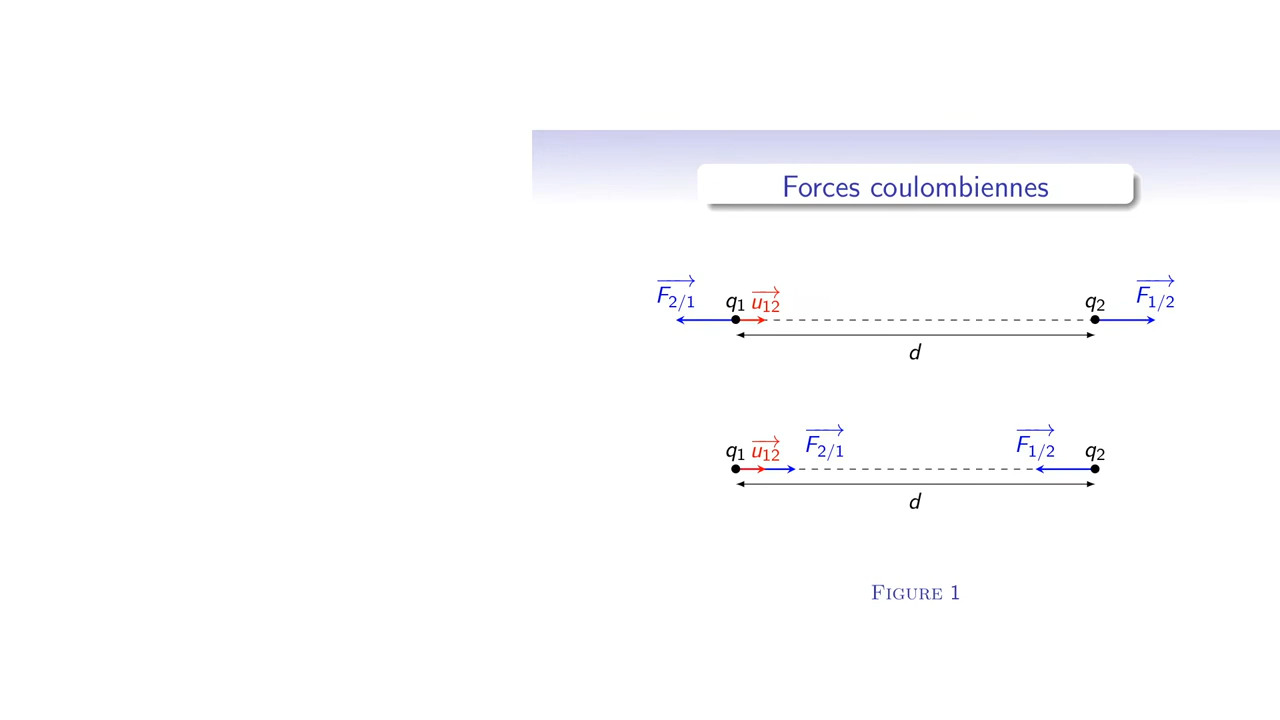 Forces coulombiennes
F2/1 q1 u12 q2 F1/2
d
q1 u12 F2/1 F1/2 q2
d
Figure 1